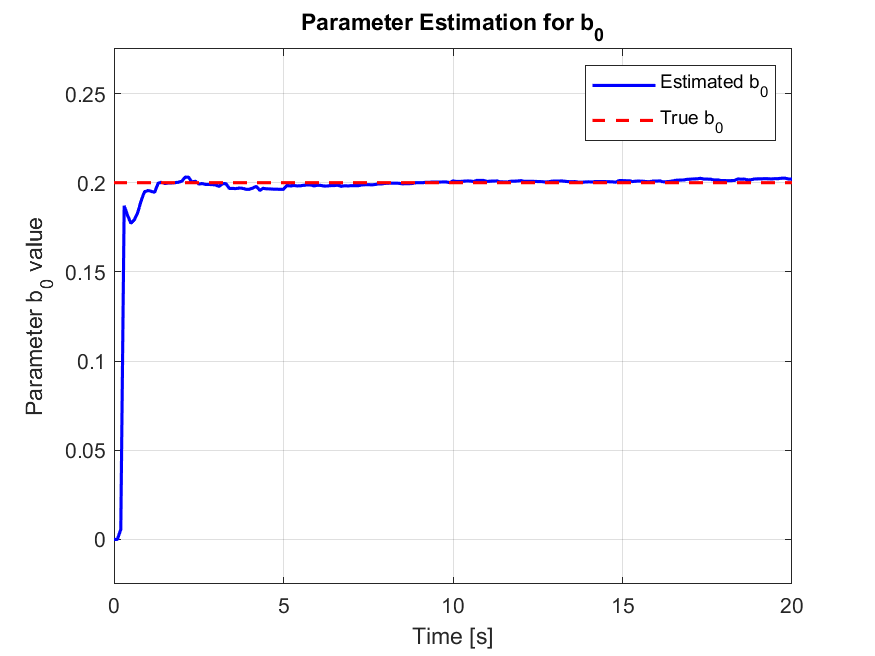 Parameter Estimation for b₀
Estimated b₀
True b₀
Parameter b₀ value
0.25
0.2
0.15
0.1
0.05
0
0 5 10 15 20
Time [s]